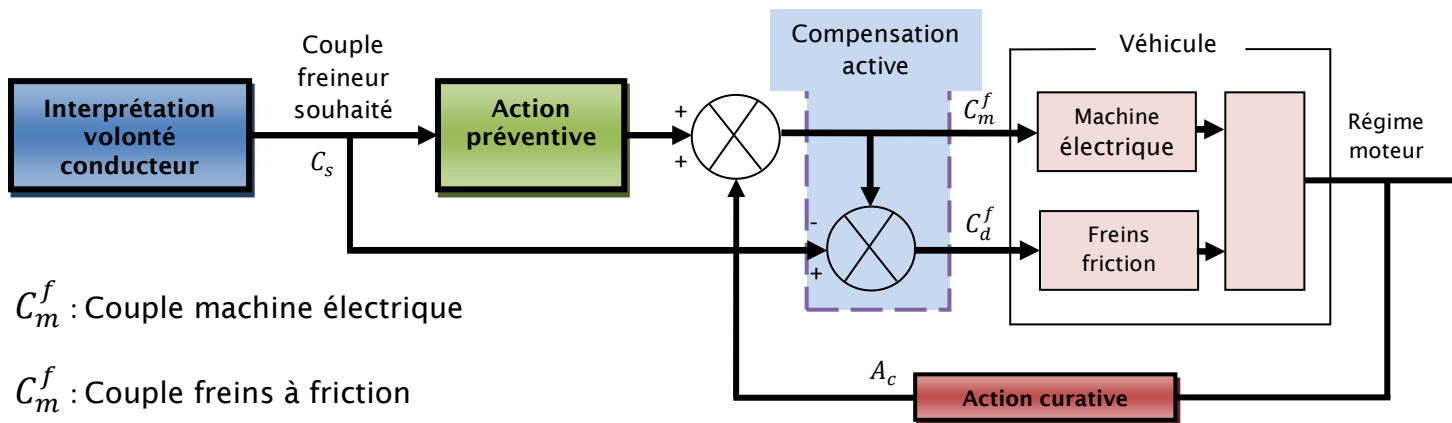 Interprétation
volonté
conducteur
Couple
freineur
souhaité
C_s
Action
préventive
+
+
Compensation
active
-
+
C_m^f
C_d^f
Véhicule
Machine
électrique
Freins
friction
Régime
moteur
A_c
Action curative
C_m^f : Couple machine électrique
C_m^f : Couple freins à friction